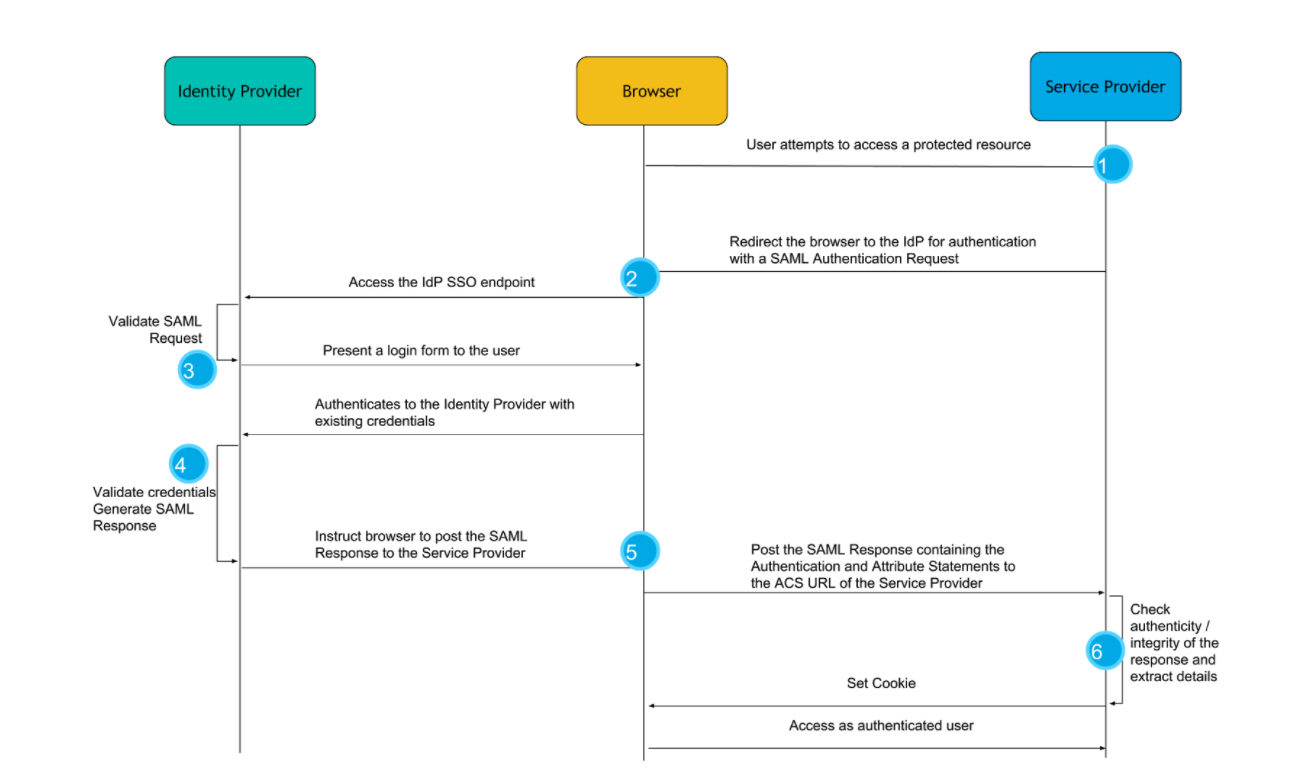 Identity Provider
Browser
Service Provider
User attempts to access a protected resource
1
Redirect the browser to the IdP for authentication
with a SAML Authentication Request
2
Access the IdP SSO endpoint
Validate SAML
Request
3
Present a login form to the user
Authenticates to the Identity Provider with
existing credentials
4
Validate credentials
Generate SAML
Response
Instruct browser to post the SAML
Response to the Service Provider
5
Post the SAML Response containing the
Authentication and Attribute Statements to
the ACS URL of the Service Provider
Check
authenticity /
integrity of the
response and
extract details
6
Set Cookie
Access as authenticated user